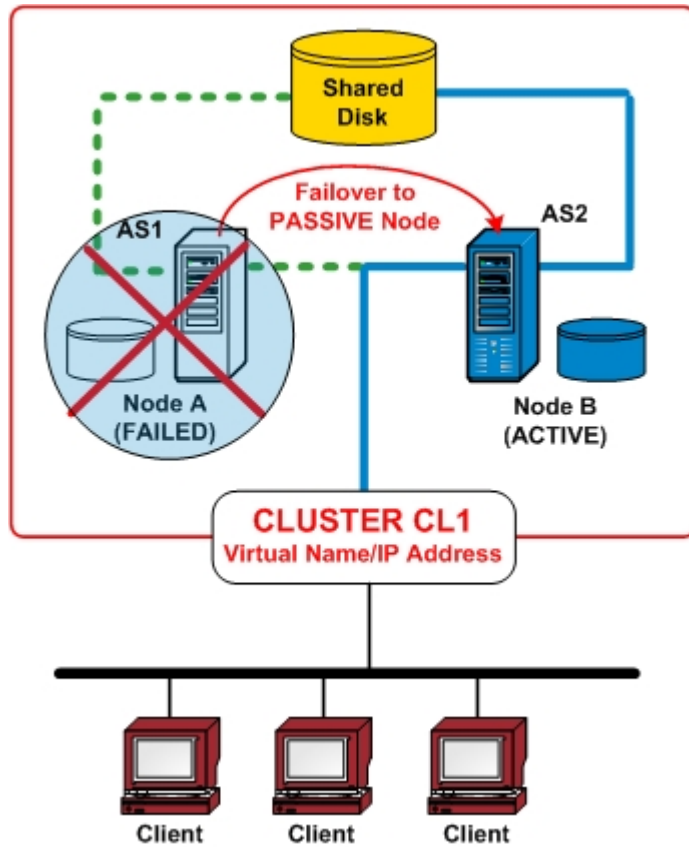 Shared
Disk
Failover to
PASSIVE Node
AS1
AS2
Node A
(FAILED)
Node B
(ACTIVE)
CLUSTER CL1
Virtual Name/IP Address
Client
Client
Client